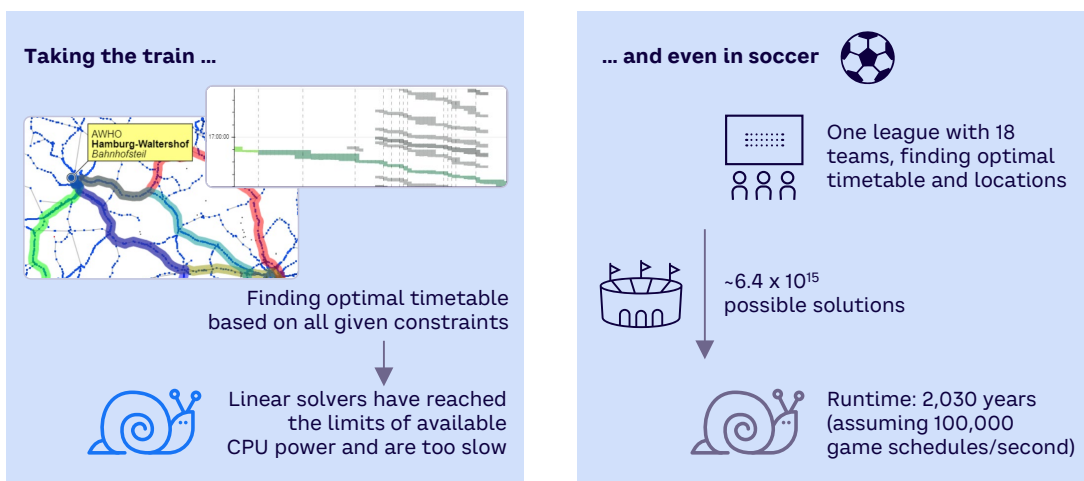 Taking the train ...
AWHO
Hamburg-Waltershof
Bahnhofsteil
17:00:00
Finding optimal timetable
based on all given constraints
Linear solvers have reached
the limits of available
CPU power and are too slow
... and even in soccer
One league with 18
teams, finding optimal
timetable and locations
~6.4 x 10¹⁵
possible solutions
Runtime: 2,030 years
(assuming 100,000
game schedules/second)